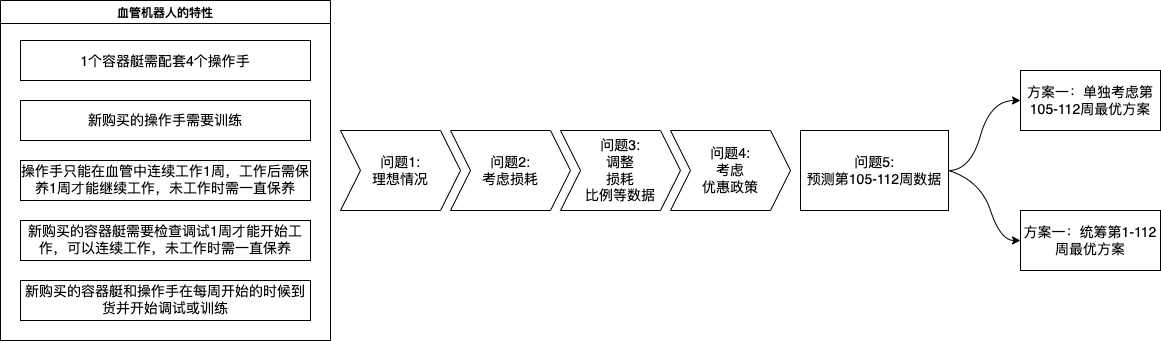 血管机器人的特性
1个容器艇需配套4个操作手
新购买的操作手需要训练
操作手只能在血管中连续工作1周，工作后需保
养1周才能继续工作，未工作时需一直保养
新购买的容器艇需要检查调试1周才能开始工
作，可以连续工作，未工作时需一直保养
新购买的容器艇和操作手在每周开始的时候到
货并开始调试或训练
问题1:
理想情况
问题2:
考虑损耗
问题3:
调整
损耗
比例等数据
问题4:
考虑
优惠政策
问题5:
预测第105-112周数据
方案一：单独考虑第
105-112周最优方案
方案一：统筹第1-112
周最优方案